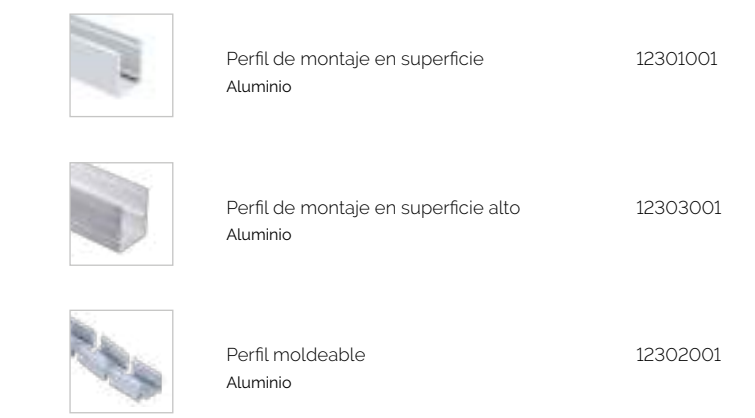 Perfil de montaje en superficie 12301001
Aluminio
Perfil de montaje en superficie alto 12303001
Aluminio
Perfil moldeable 12302001
Aluminio